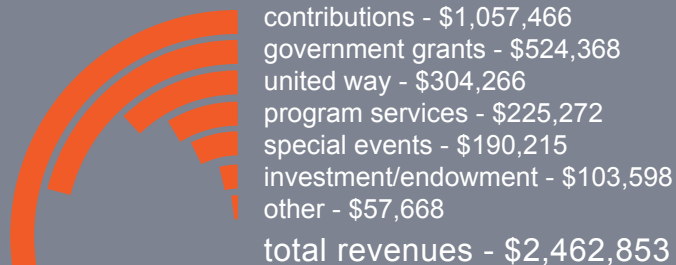 contributions - $1,057,466
government grants - $524,368
united way - $304,266
program services - $225,272
special events - $190,215
investment/endowment - $103,598
other - $57,668
total revenues - $2,462,853